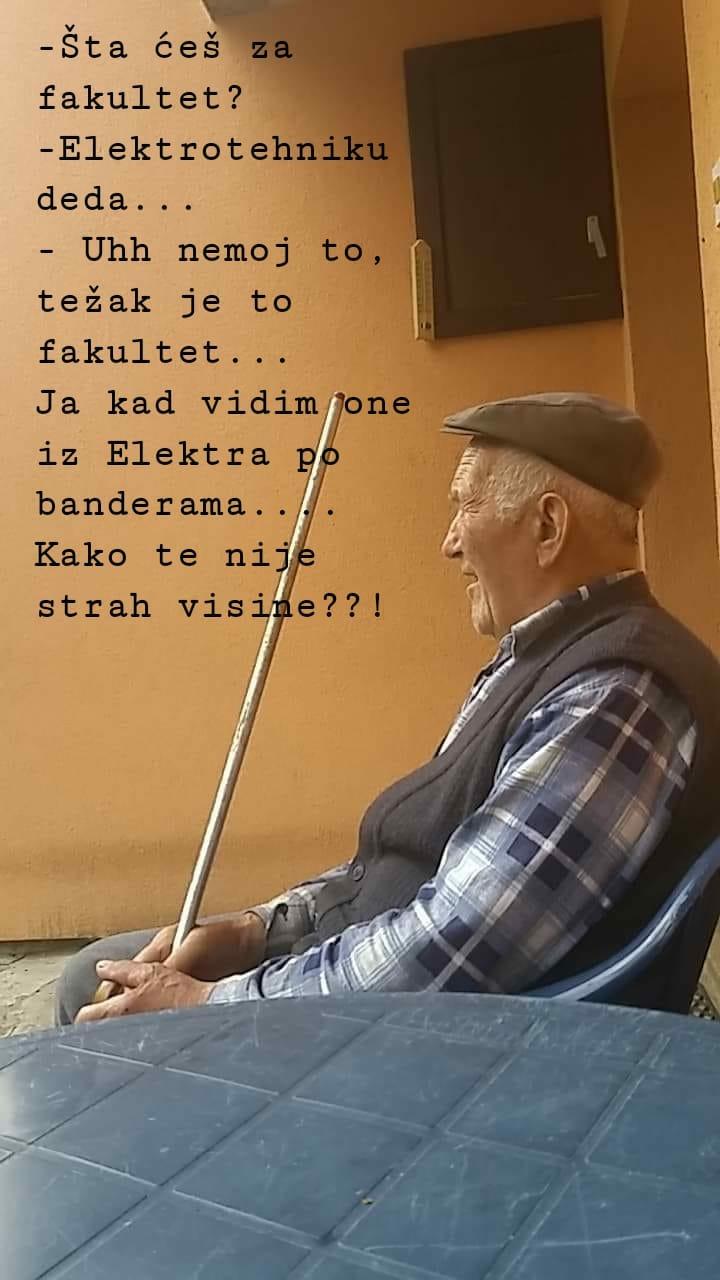 -Šta ćeš za
fakultet?
-Elektrotehniku
deda...
- Uhh nemoj to,
težak je to
fakultet...
Ja kad vidim one
iz Elektra po
banderama....
Kako te nije
strah visine??!